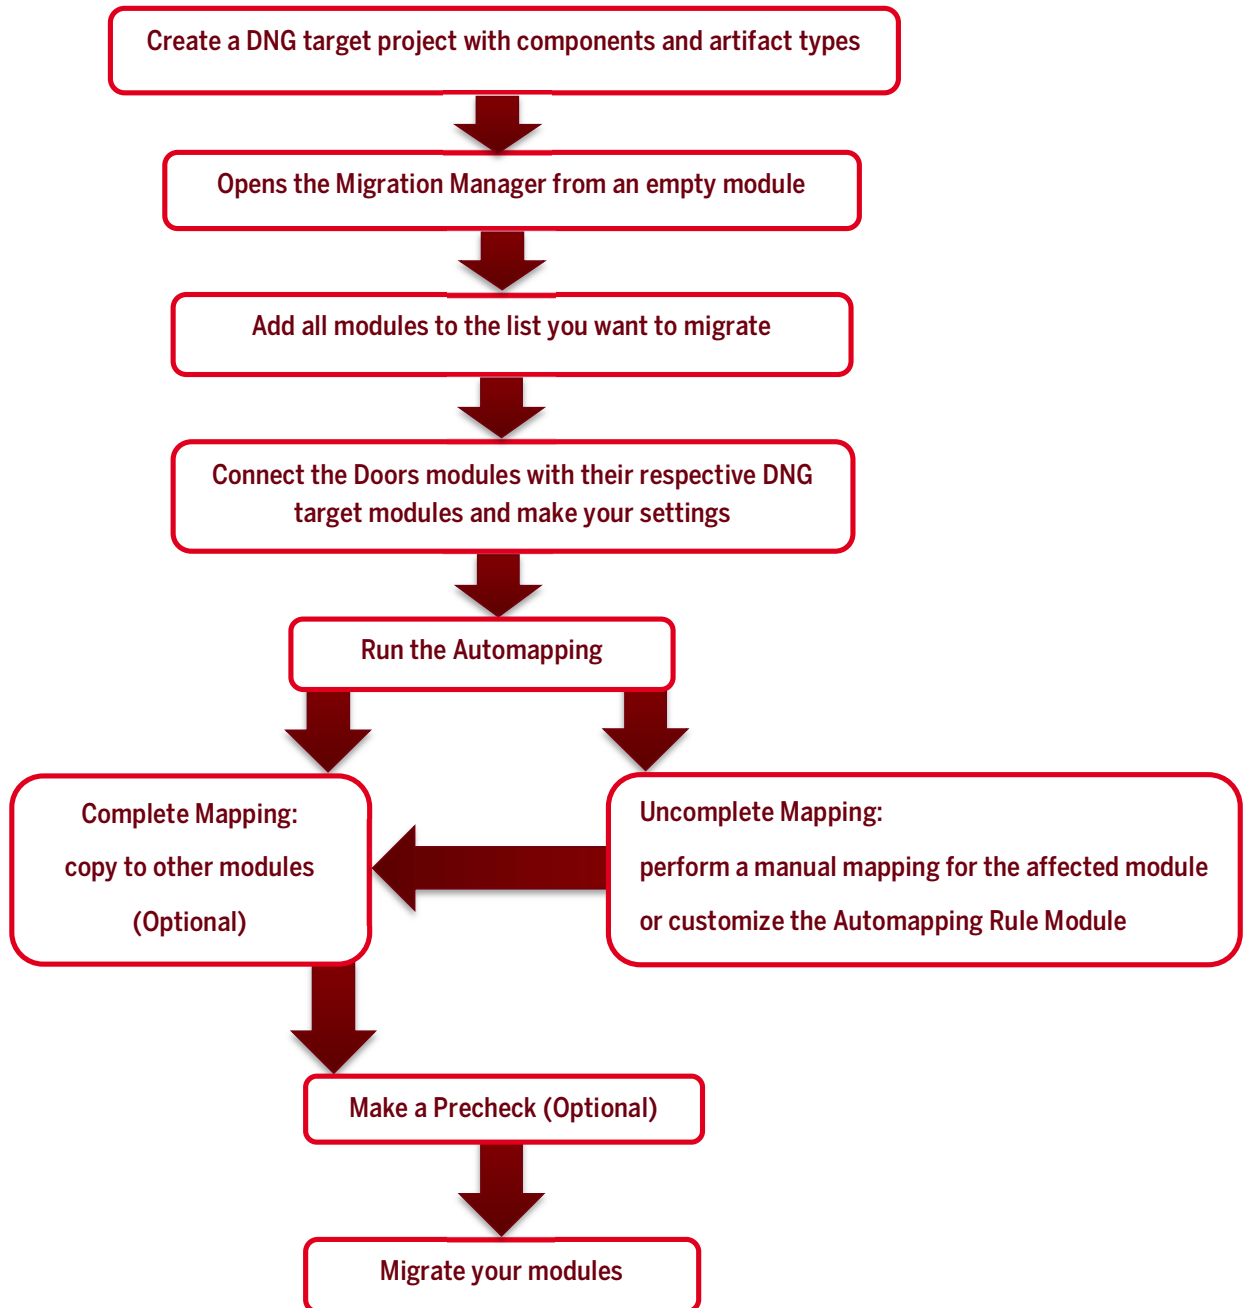 Create a DNG target project with components and artifact types
Opens the Migration Manager from an empty module
Add all modules to the list you want to migrate
Connect the Doors modules with their respective DNG
target modules and make your settings
Run the Automapping
Complete Mapping:
copy to other modules
(Optional)
Uncomplete Mapping:
perform a manual mapping for the affected module
or customize the Automapping Rule Module
Make a Precheck (Optional)
Migrate your modules